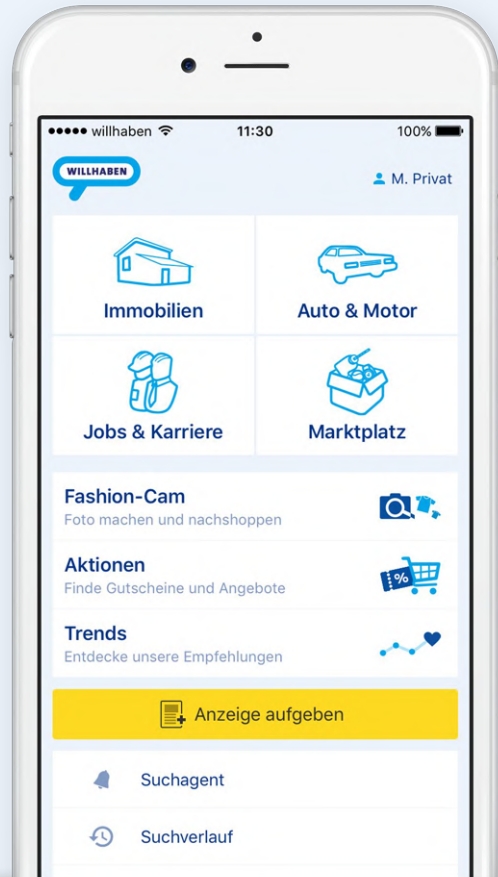 willhaben
11:30
100%
WILLHABEN
M. Privat
Immobilien
Auto & Motor
Jobs & Karriere
Marktplatz
Fashion-Cam
Foto machen und nachshoppen
Aktionen
%
Finde Gutscheine und Angebote
Trends
Entdecke unsere Empfehlungen
Anzeige aufgeben
Suchagent
Suchverlauf